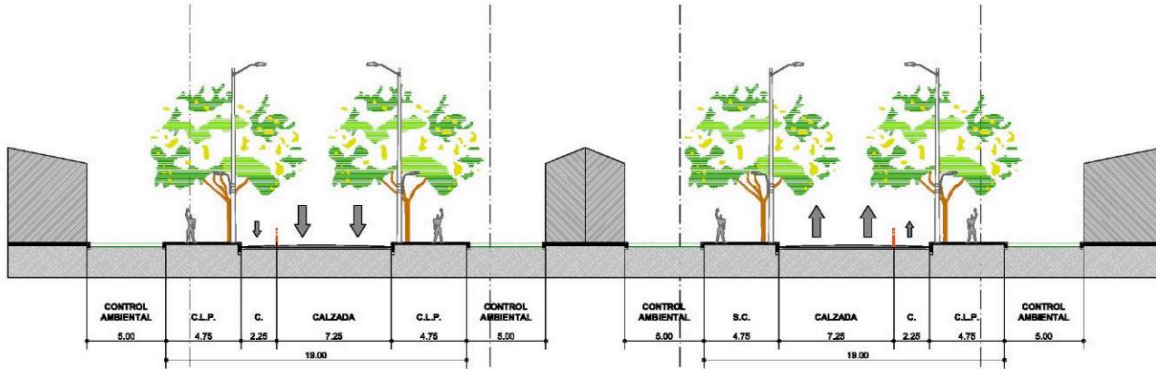 CONTROL AMBIENTAL
C.L.P.
C.
CALZADA
C.L.P.
CONTROL AMBIENTAL
CONTROL AMBIENTAL
S.C.
CALZADA
C.
C.L.P.
CONTROL AMBIENTAL
5.00
4.75
2.25
7.25
4.75
5.00
5.00
4.75
7.25
2.25
4.75
5.00
19.00
19.00